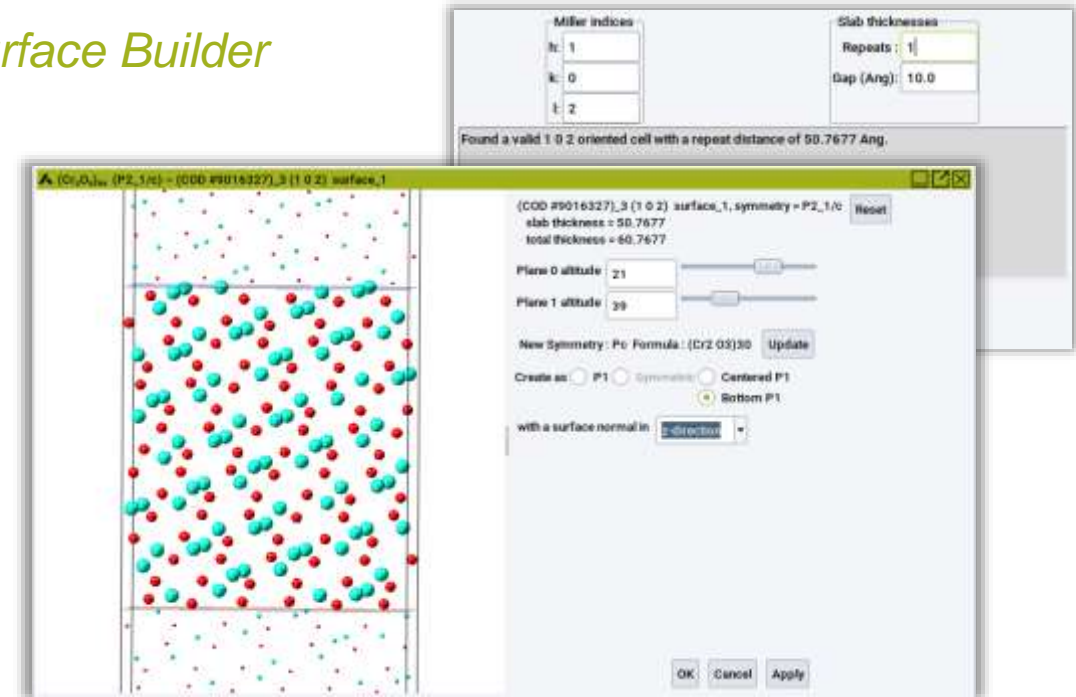 rface Builder
Miller indices
h: 1
k: 0
l: 2
Slab thicknesses
Repeats : 1
Gap (Ang): 10.0
Found a valid 1 0 2 oriented cell with a repeat distance of 50.7677 Ang.
(P2_1/c) ~ (COD #9016327)_3 (1 0 2) surface_1
(COD #9016327)_3 (1 0 2) surface_1, symmetry = P2_1/c Reset
slab thickness = 50.7677
total thickness = 60.7677
Plane 0 altitude 21
Plane 1 altitude 39
New Symmetry : Pc Formula : (Cr2 O3)30 Update
Create as P1 Symmetric Centered P1
Bottom P1
with a surface normal in z-direction
OK Cancel Apply